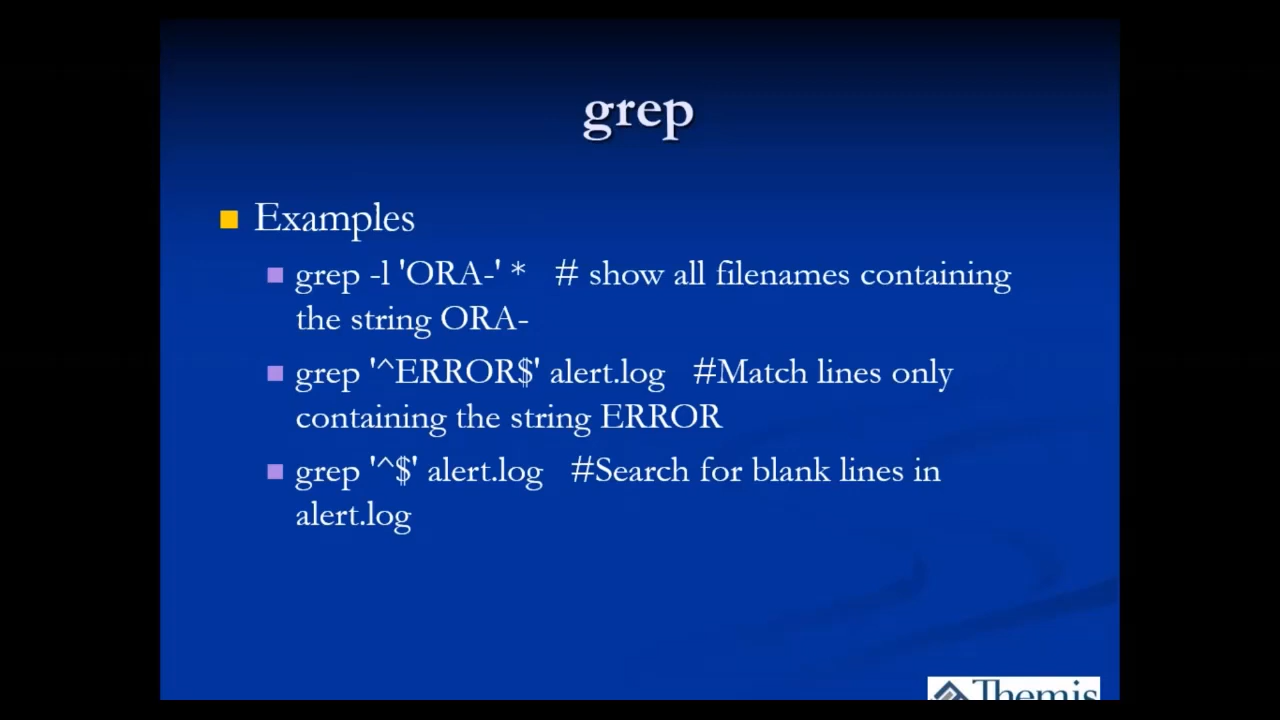 grep
Examples
grep -l 'ORA-' * # show all filenames containing
the string ORA-
grep '^ERROR$' alert.log #Match lines only
containing the string ERROR
grep '^$' alert.log #Search for blank lines in
alert.log
Themis